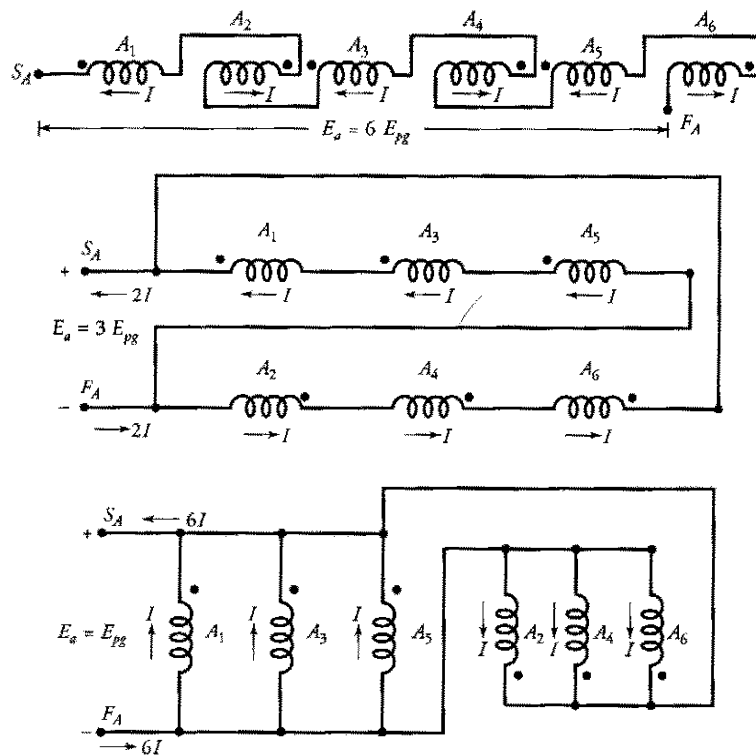 A1 A2 A3 A4 A5 A6
SA
I I I I I I
Ea = 6 Epg
FA
A1 A3 A5
SA
+
2I I I I
Ea = 3 Epg
A2 A4 A6
FA
−
2I I I I
SA 6I
+
I I I I I I
Ea = Epg A1 A3 A5 A2 A4 A6
FA
−
6I